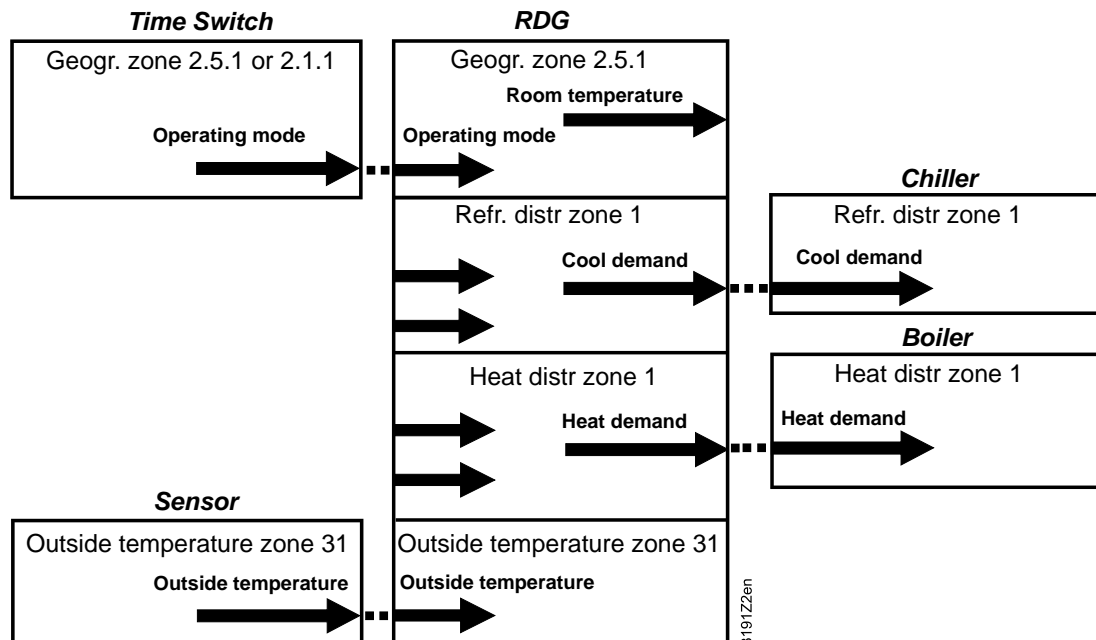 Time Switch
RDG
Geogr. zone 2.5.1 or 2.1.1
Geogr. zone 2.5.1
Room temperature
Operating mode
Operating mode
Chiller
Refr. distr zone 1
Refr. distr zone 1
Cool demand
Cool demand
Boiler
Heat distr zone 1
Heat distr zone 1
Heat demand
Heat demand
Sensor
Outside temperature zone 31
Outside temperature zone 31
Outside temperature
Outside temperature
3191Z2en